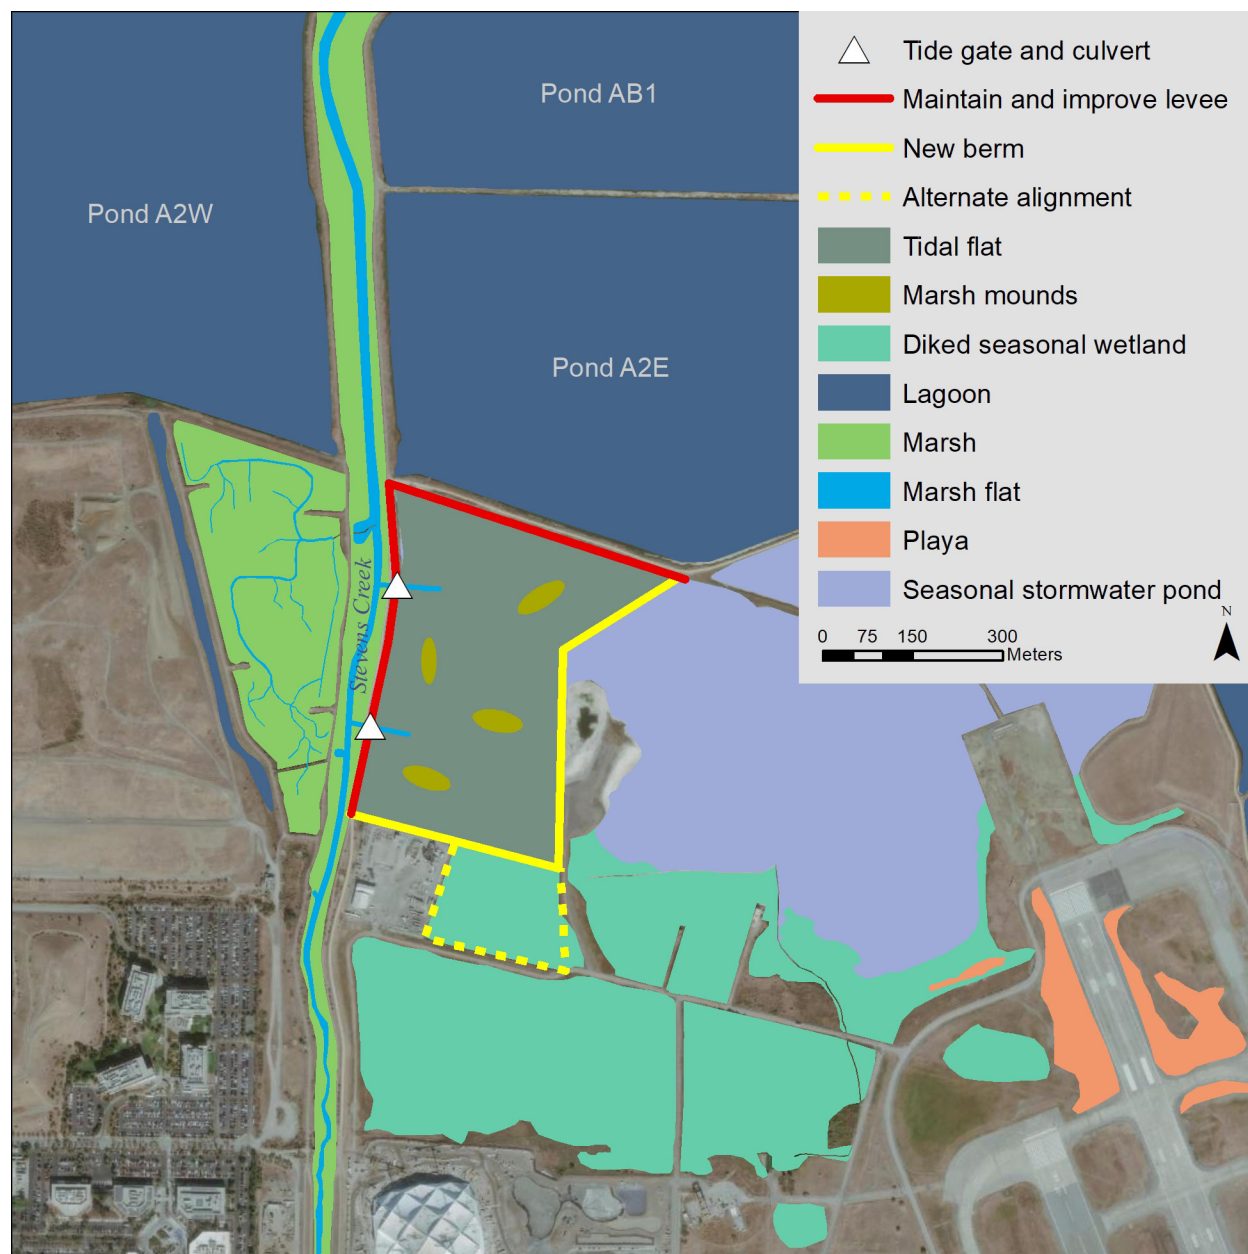 Pond AB1
Pond A2W
Pond A2E
Stevens Creek
Tide gate and culvert
Maintain and improve levee
New berm
Alternate alignment
Tidal flat
Marsh mounds
Diked seasonal wetland
Lagoon
Marsh
Marsh flat
Playa
Seasonal stormwater pond
N
0 75 150 300
Meters